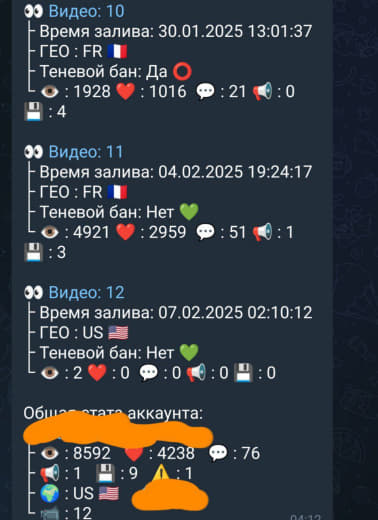 👀 Видео: 10
├ Время залива: 30.01.2025 13:01:37
├ ГЕО : FR 🇫🇷
├ Теневой бан: Да ⭕
└ 👁 : 1928 ❤️ : 1016 💬 : 21 📢 : 0
💾 : 4
👀 Видео: 11
├ Время залива: 04.02.2025 19:24:17
├ ГЕО : FR 🇫🇷
├ Теневой бан: Нет 💚
└ 👁 : 4921 ❤️ : 2959 💬 : 51 📢 : 1
💾 : 3
👀 Видео: 12
├ Время залива: 07.02.2025 02:10:12
├ ГЕО : US 🇺🇸
├ Теневой бан: Нет 💚
└ 👁 : 2 ❤️ : 0 💬 : 0 📢 : 0 💾 : 0
Общая стата аккаунта:
├ 👁 : 8592 ❤️ : 4238 💬 : 76
├ 📢 : 1 💾 : 9 ⚠️ : 1
├ 🌍 : US 🇺🇸
└ 📹 : 12
04:12